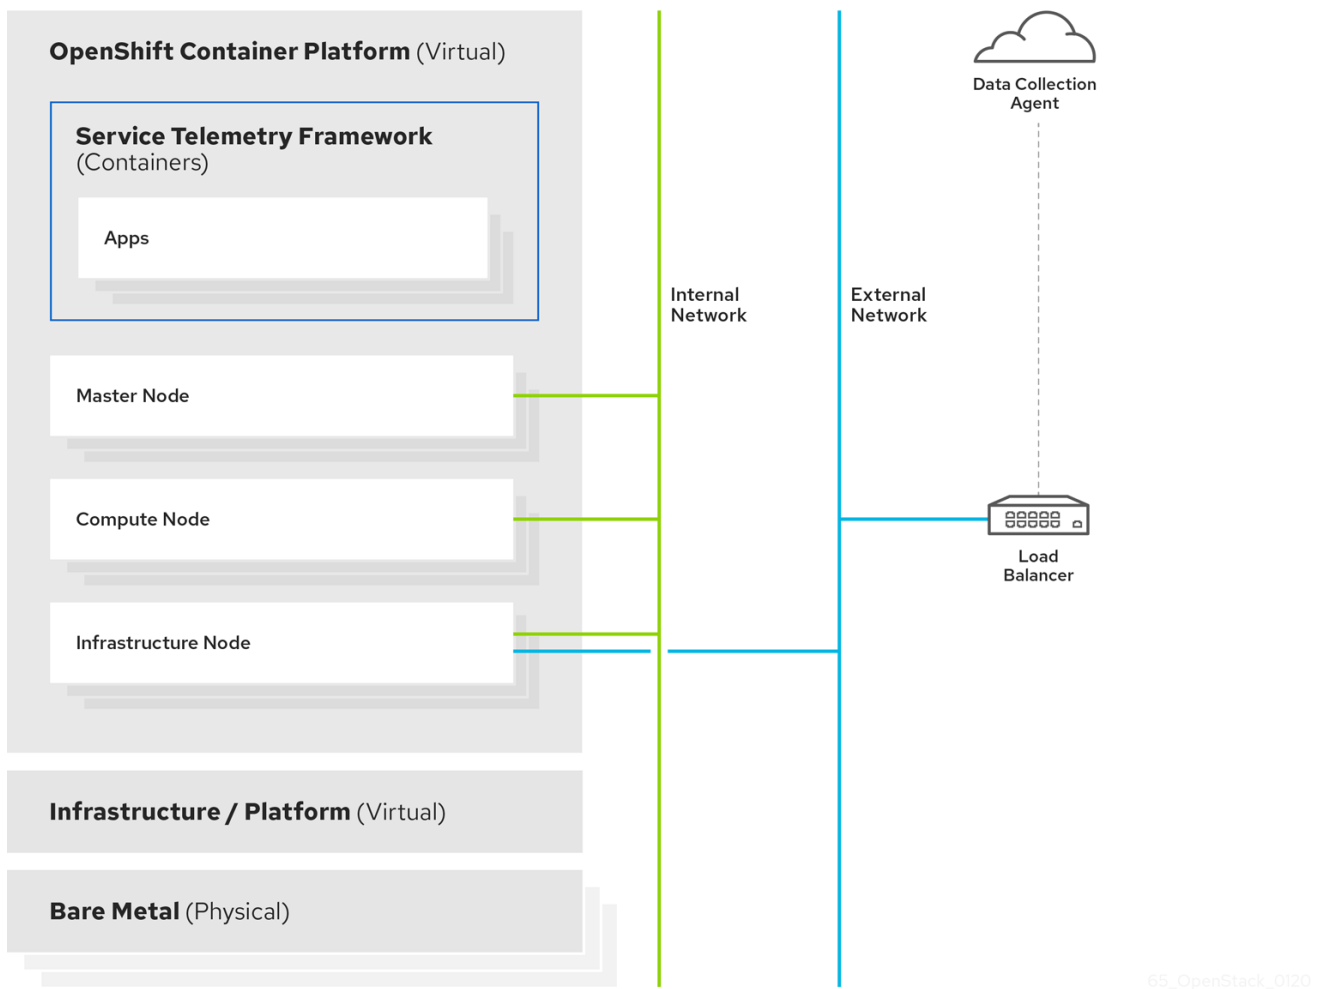 OpenShift Container Platform (Virtual)
Service Telemetry Framework
(Containers)
Apps
Master Node
Compute Node
Infrastructure Node
Infrastructure / Platform (Virtual)
Bare Metal (Physical)
Internal
Network
External
Network
Data Collection
Agent
Load
Balancer
65_OpenStack_0120